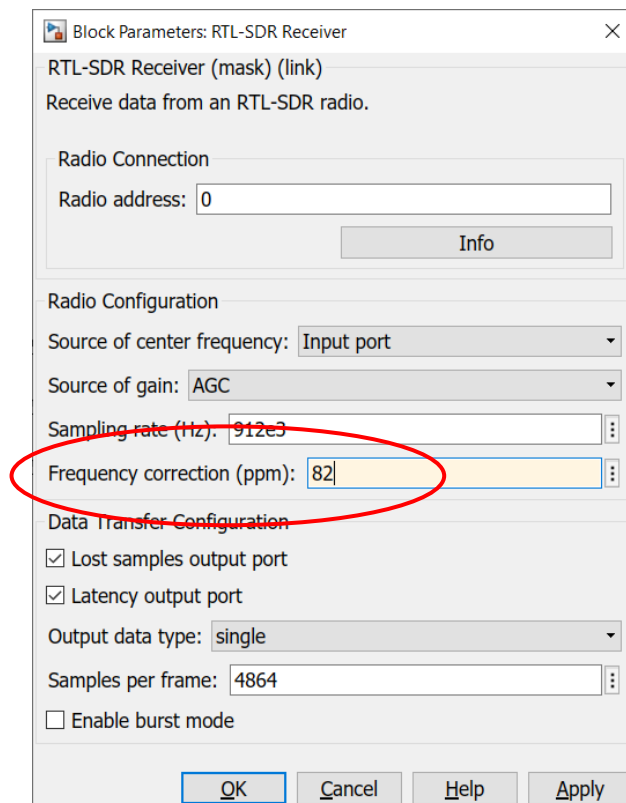 Block Parameters: RTL-SDR Receiver
RTL-SDR Receiver (mask) (link)
Receive data from an RTL-SDR radio.
Radio Connection
Radio address: 0
Info
Radio Configuration
Source of center frequency: Input port
Source of gain: AGC
Sampling rate (Hz): 912e3
Frequency correction (ppm): 82
Data Transfer Configuration
Lost samples output port
Latency output port
Output data type: single
Samples per frame: 4864
Enable burst mode
OK Cancel Help Apply